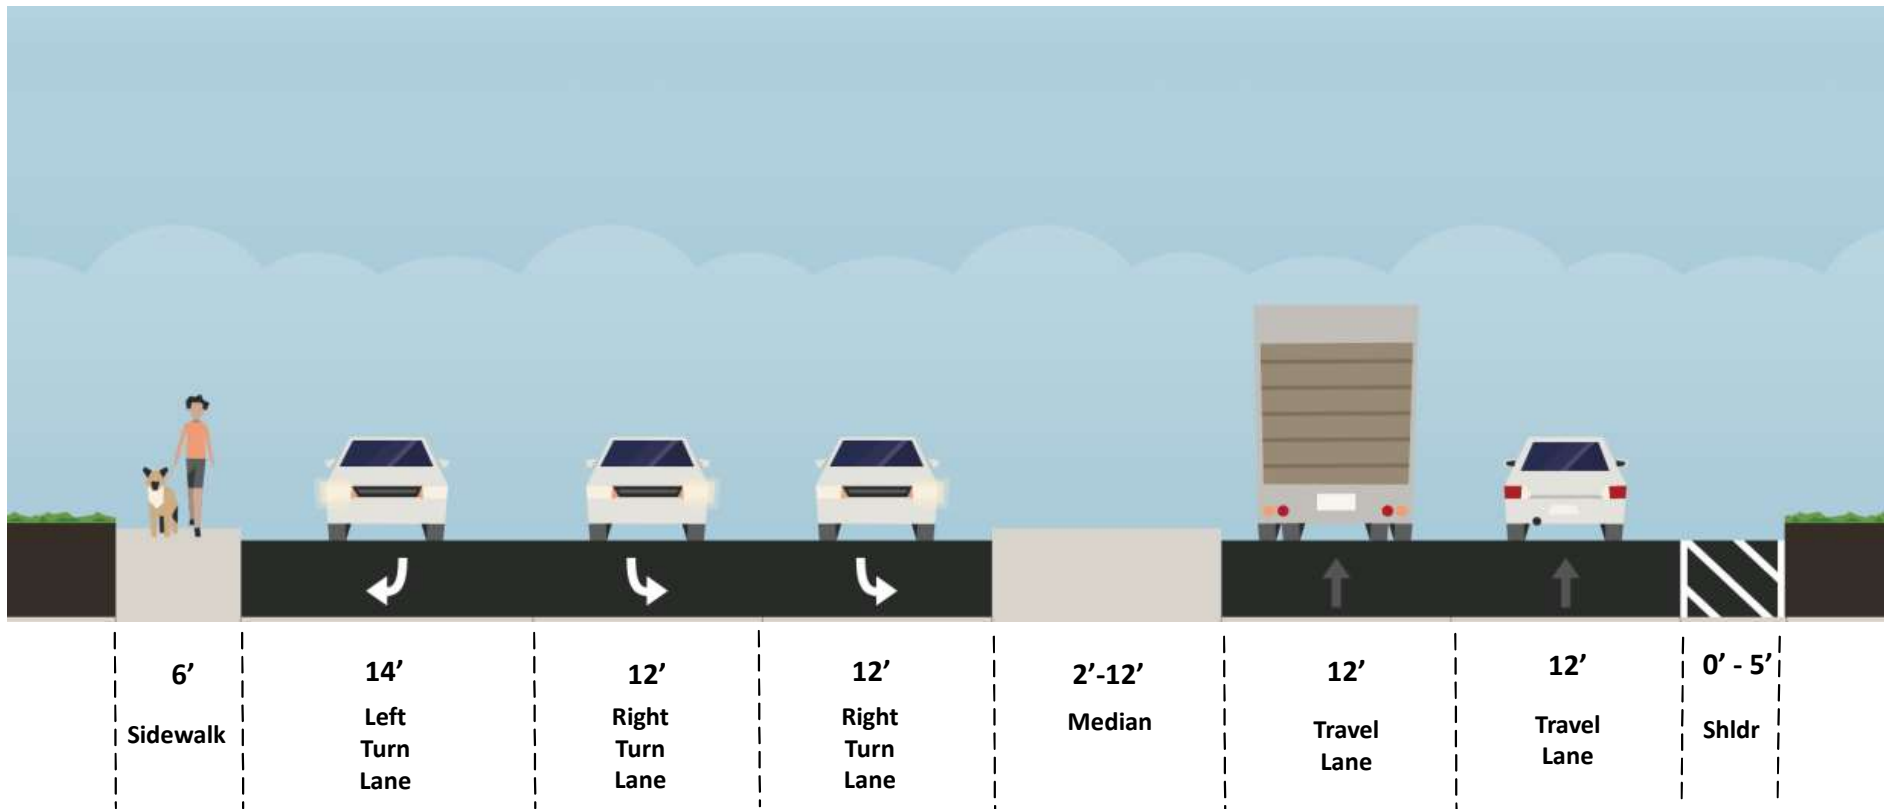 6’
Sidewalk
14’
Left
Turn
Lane
12’
Right
Turn
Lane
12’
Right
Turn
Lane
2’-12’
Median
12’
Travel
Lane
12’
Travel
Lane
0’ - 5’
Shldr